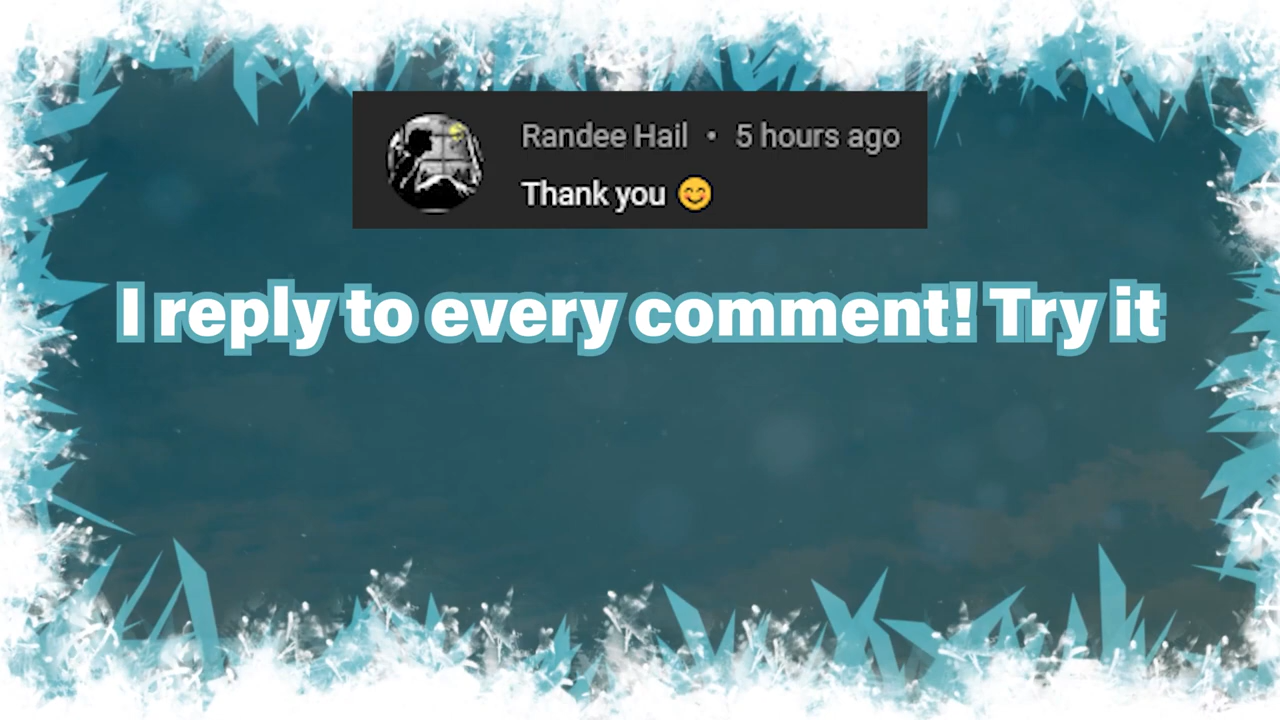 Randee Hail • 5 hours ago
Thank you 😊
I reply to every comment! Try it